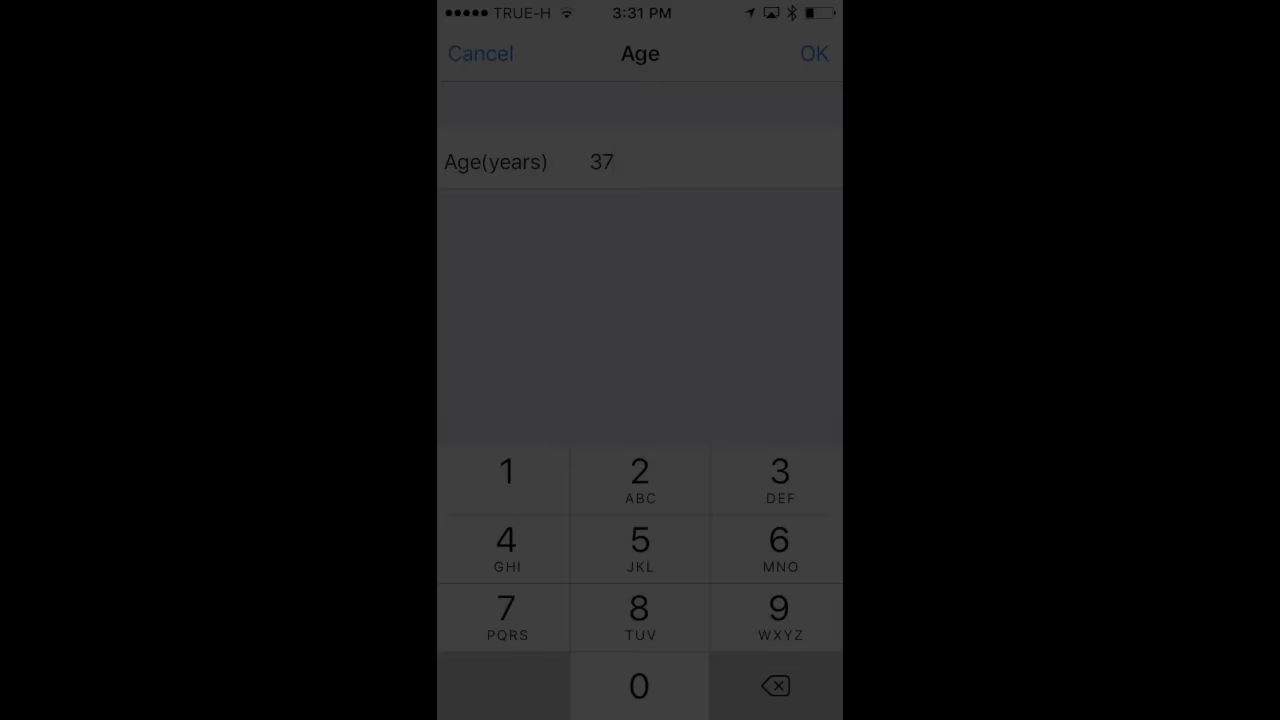 TRUE-H 3:31 PM
Cancel Age OK
Age(years) 37
1 2 3
ABC DEF
4 5 6
GHI JKL MNO
7 8 9
PQRS TUV WXYZ
0